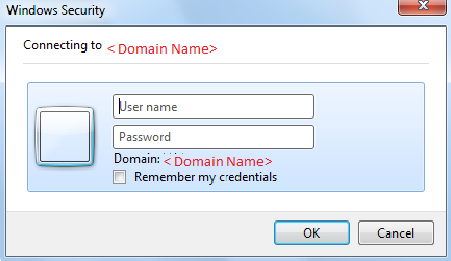 Windows Security
Connecting to < Domain Name>
User name
Password
Domain: < Domain Name>
Remember my credentials
OK
Cancel